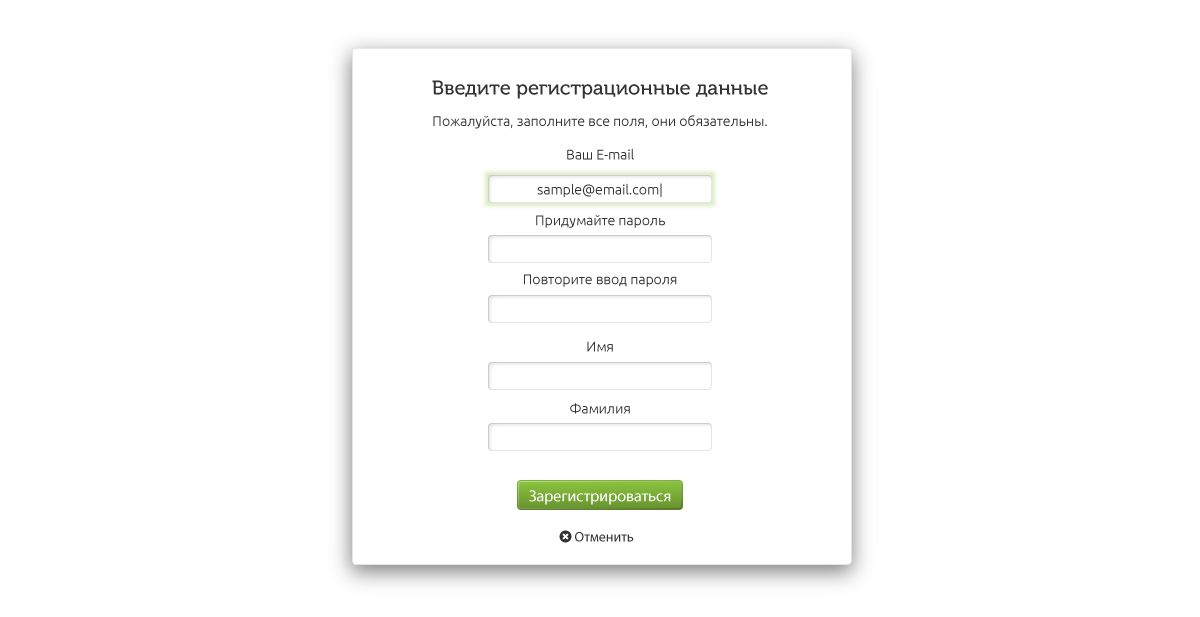 Введите регистрационные данные
Пожалуйста, заполните все поля, они обязательны.
Ваш E-mail
sample@email.com
Придумайте пароль
Повторите ввод пароля
Имя
Фамилия
Зарегистрироваться
Отменить